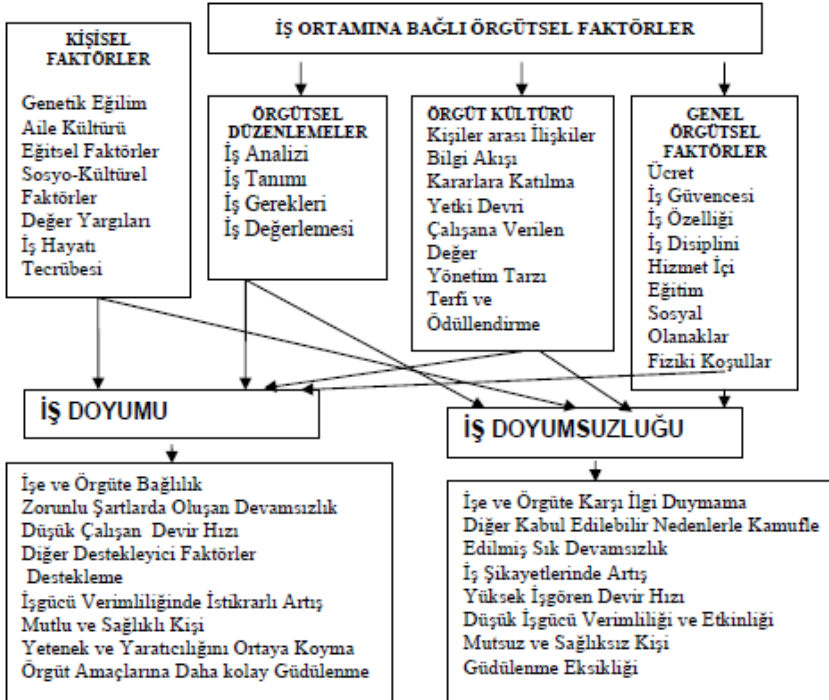 KİŞİSEL
FAKTÖRLER
Genetik Eğilim
Aile Kültürü
Eğitsel Faktörler
Sosyo-Kültürel
Faktörler
Değer Yargıları
İş Hayatı
Tecrübesi
İŞ ORTAMINA BAĞLI ÖRGÜTSEL FAKTÖRLER
ÖRGÜTSEL
DÜZENLEMELER
İş Analizi
İş Tanımı
İş Gerekleri
İş Değerlemesi
ÖRGÜT KÜLTÜRÜ
Kişiler arası İlişkiler
Bilgi Akışı
Kararlara Katılma
Yetki Devri
Çalışana Verilen
Değer
Yönetim Tarzı
Terfi ve
Ödüllendirme
GENEL
ÖRGÜTSEL
FAKTÖRLER
Ücret
İş Güvencesi
İş Özelliği
İş Disiplini
Hizmet İçi
Eğitim
Sosyal
Olanaklar
Fiziki Koşullar
İŞ DOYUMU
İŞ DOYUMSUZLUĞU
İşe ve Örgüte Bağlılık
Zorunlu Şartlarda Oluşan Devamsızlık
Düşük Çalışan Devir Hızı
Diğer Destekleyici Faktörler
Destekleme
İşgücü Verimliliğinde İstikrarlı Artış
Mutlu ve Sağlıklı Kişi
Yetenek ve Yaratıcılığını Ortaya Koyma
Örgüt Amaçlarına Daha kolay Güdülenme
İşe ve Örgüte Karşı İlgi Duymama
Diğer Kabul Edilebilir Nedenlerle Kamufle
Edilmiş Sık Devamsızlık
İş Şikayetlerinde Artış
Yüksek İşgören Devir Hızı
Düşük İşgücü Verimliliği ve Etkinliği
Mutsuz ve Sağlıksız Kişi
Güdülenme Eksikliği